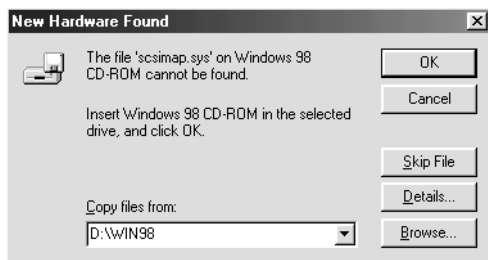 New Hardware Found
The file 'scsimap.sys' on Windows 98
CD-ROM cannot be found.
Insert Windows 98 CD-ROM in the selected
drive, and click OK.
Copy files from:
D:\WIN98
OK
Cancel
Skip File
Details...
Browse...